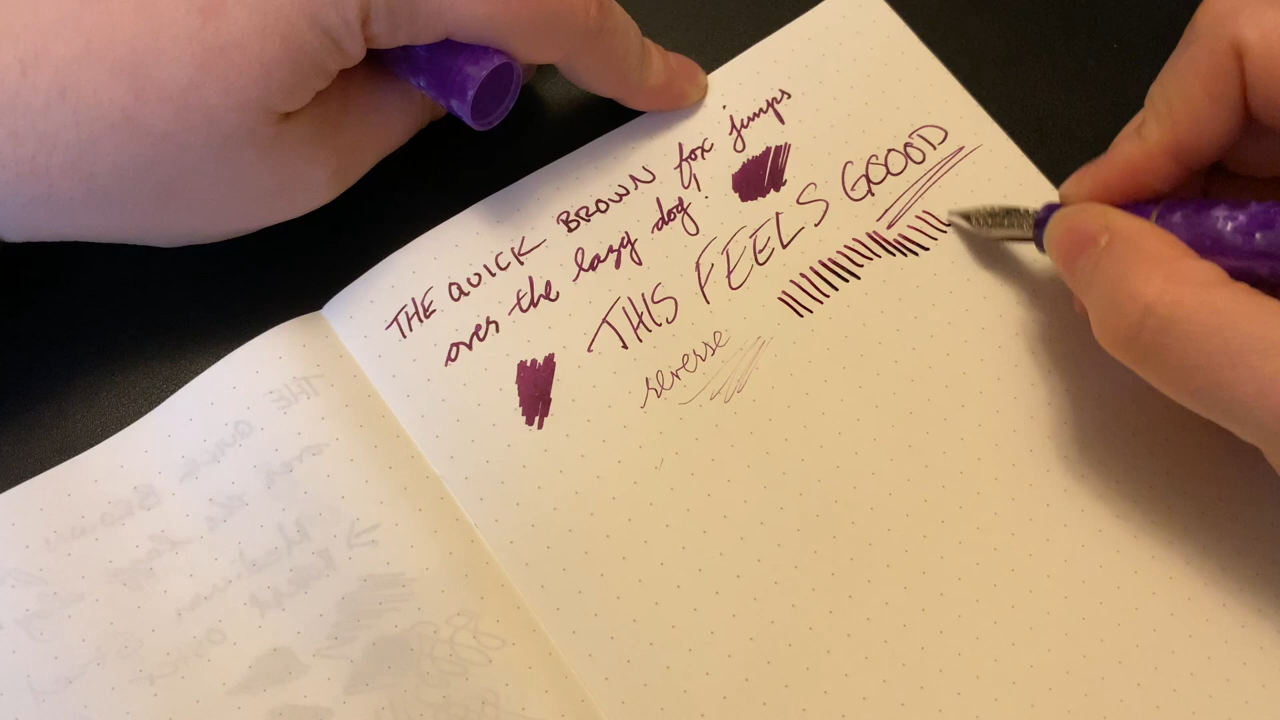 THE QUICK BROWN fox jumps
over the lazy dog!
THIS FEELS GOOOD
reverse